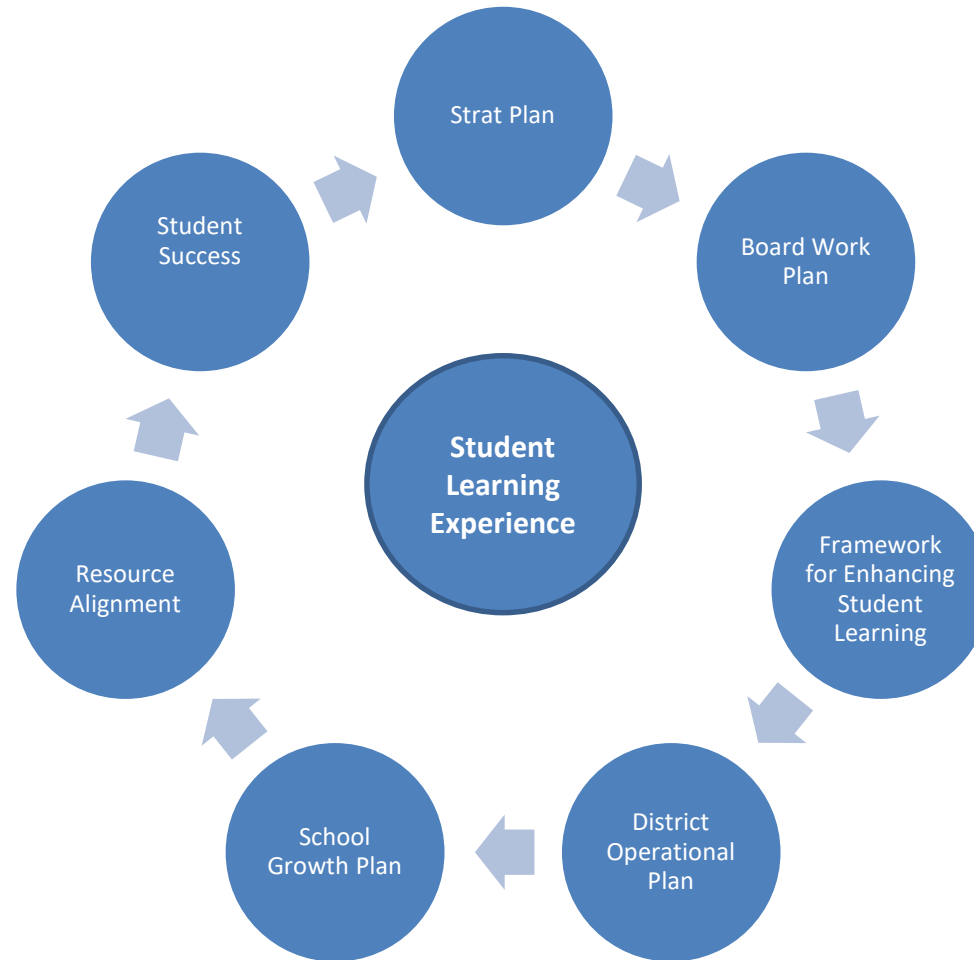 Strat Plan
Board Work
Plan
Framework
for Enhancing
Student
Learning
District
Operational
Plan
School
Growth Plan
Resource
Alignment
Student
Success
Student
Learning
Experience